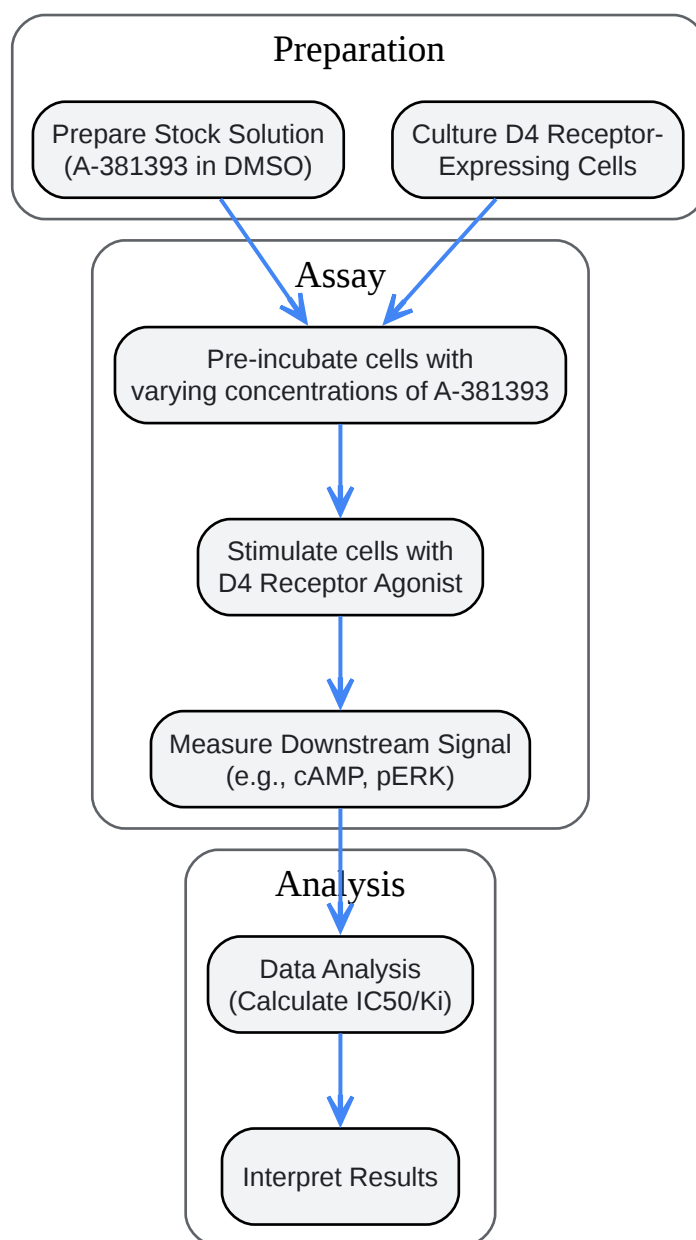 Preparation
Prepare Stock Solution
(A-381393 in DMSO)
Culture D4 Receptor-
Expressing Cells
Assay
Pre-incubate cells with
varying concentrations of A-381393
Stimulate cells with
D4 Receptor Agonist
Measure Downstream Signal
(e.g., cAMP, pERK)
Analysis
Data Analysis
(Calculate IC50/Ki)
Interpret Results